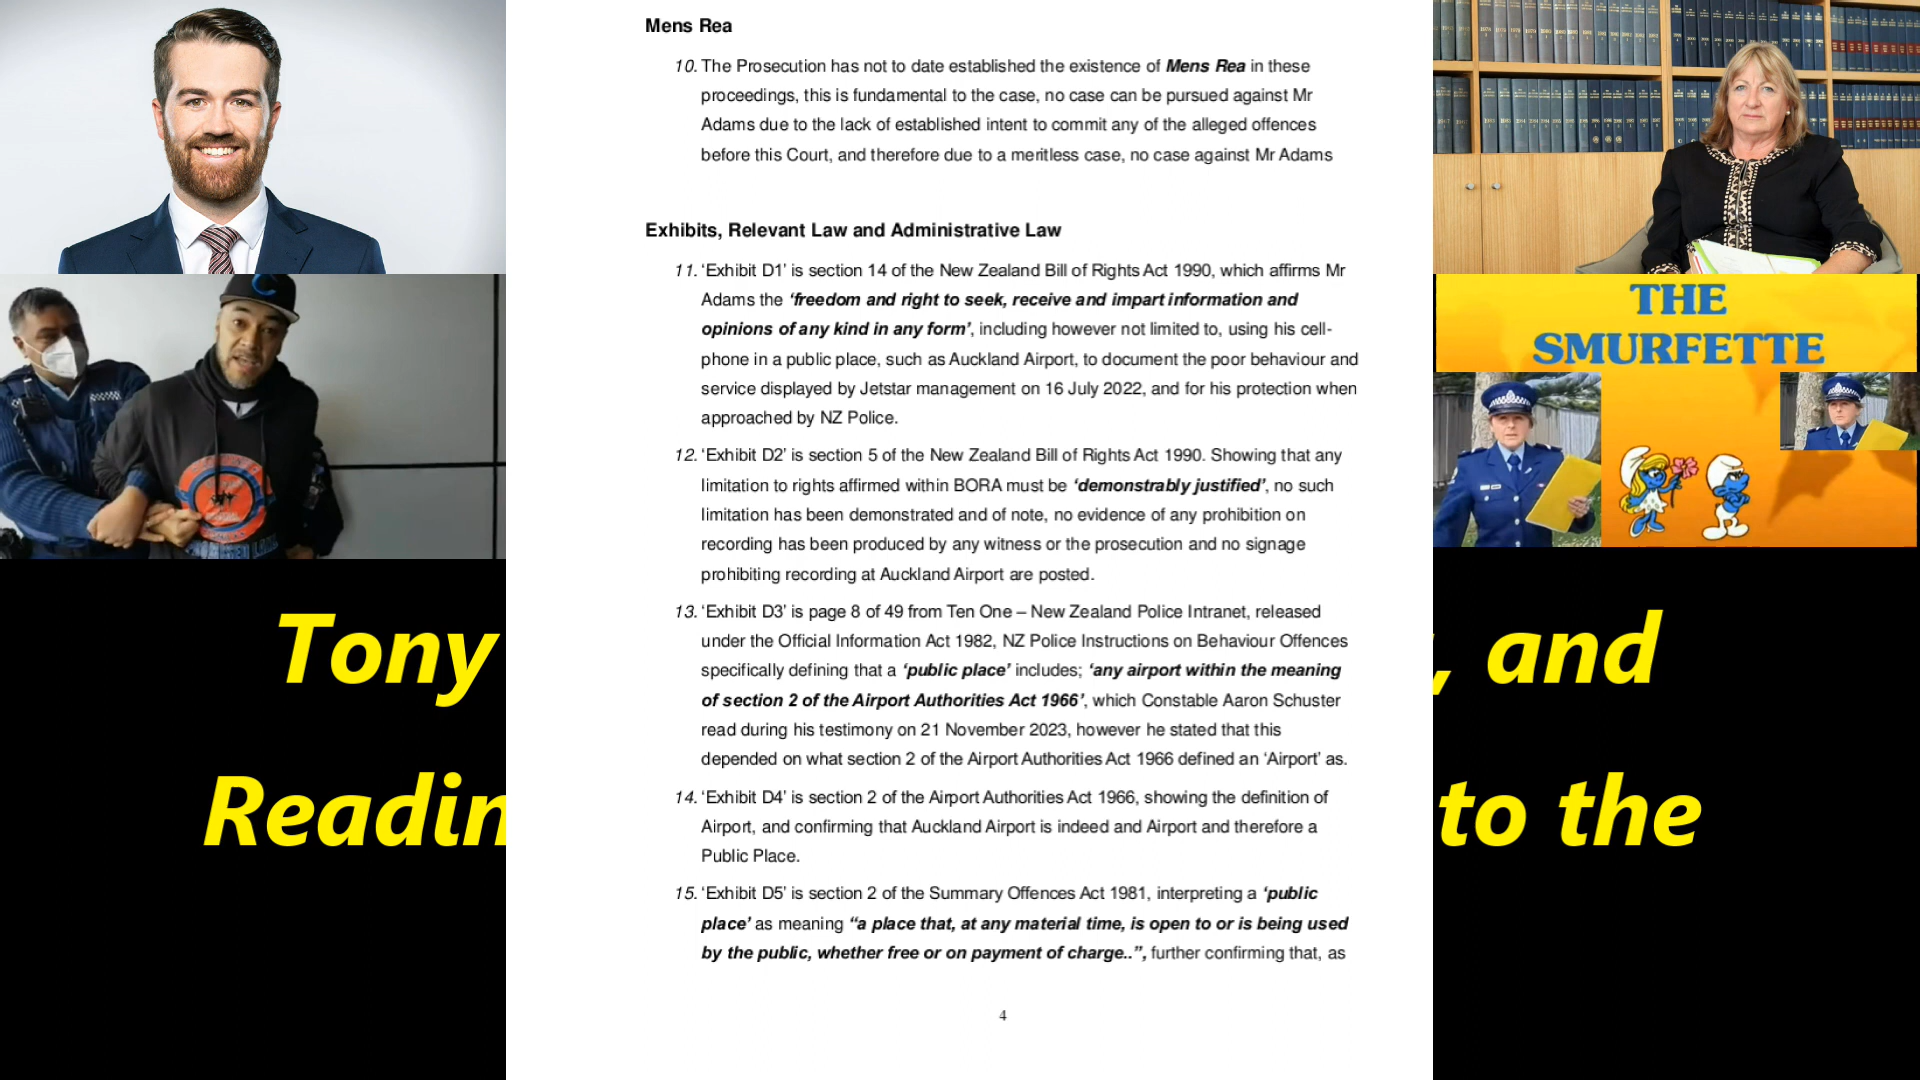 Mens Rea
10. The Prosecution has not to date established the existence of Mens Rea in these
proceedings, this is fundamental to the case, no case can be pursued against Mr
Adams due to the lack of established intent to commit any of the alleged offences
before this Court, and therefore due to a meritless case, no case against Mr Adams
Exhibits, Relevant Law and Administrative Law
11. ‘Exhibit D1’ is section 14 of the New Zealand Bill of Rights Act 1990, which affirms Mr
Adams the ‘freedom and right to seek, receive and impart information and
opinions of any kind in any form’, including however not limited to, using his cell-
phone in a public place, such as Auckland Airport, to document the poor behaviour and
service displayed by Jetstar management on 16 July 2022, and for his protection when
approached by NZ Police.
12. ‘Exhibit D2’ is section 5 of the New Zealand Bill of Rights Act 1990. Showing that any
limitation to rights affirmed within BORA must be ‘demonstrably justified’, no such
limitation has been demonstrated and of note, no evidence of any prohibition on
recording has been produced by any witness or the prosecution and no signage
prohibiting recording at Auckland Airport are posted.
13. ‘Exhibit D3’ is page 8 of 49 from Ten One – New Zealand Police Intranet, released
under the Official Information Act 1982, NZ Police Instructions on Behaviour Offences
specifically defining that a ‘public place’ includes; ‘any airport within the meaning
of section 2 of the Airport Authorities Act 1966’, which Constable Aaron Schuster
read during his testimony on 21 November 2023, however he stated that this
depended on what section 2 of the Airport Authorities Act 1966 defined an ‘Airport’ as.
14. ‘Exhibit D4’ is section 2 of the Airport Authorities Act 1966, showing the definition of
Airport, and confirming that Auckland Airport is indeed and Airport and therefore a
Public Place.
15. ‘Exhibit D5’ is section 2 of the Summary Offences Act 1981, interpreting a ‘public
place’ as meaning “a place that, at any material time, is open to or is being used
by the public, whether free or on payment of charge..”, further confirming that, as
4
THE
SMURFETTE
Tony
, and
Readin
to the